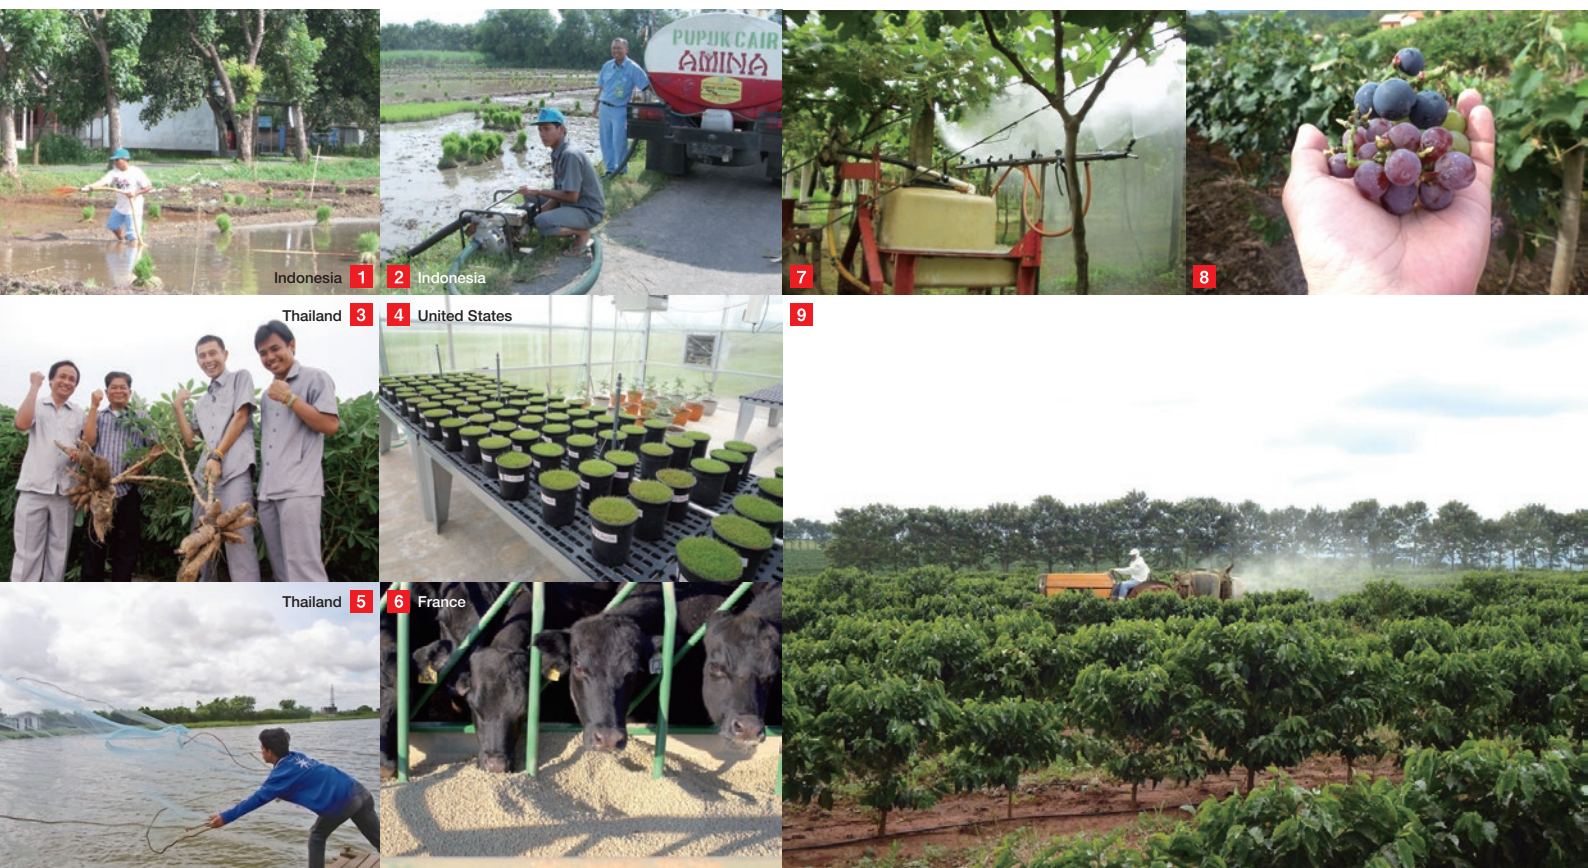 Indonesia 1
2 Indonesia
PUPUK CAIR
AMINA
7
8
Thailand 3
4 United States
9
Thailand 5
6 France